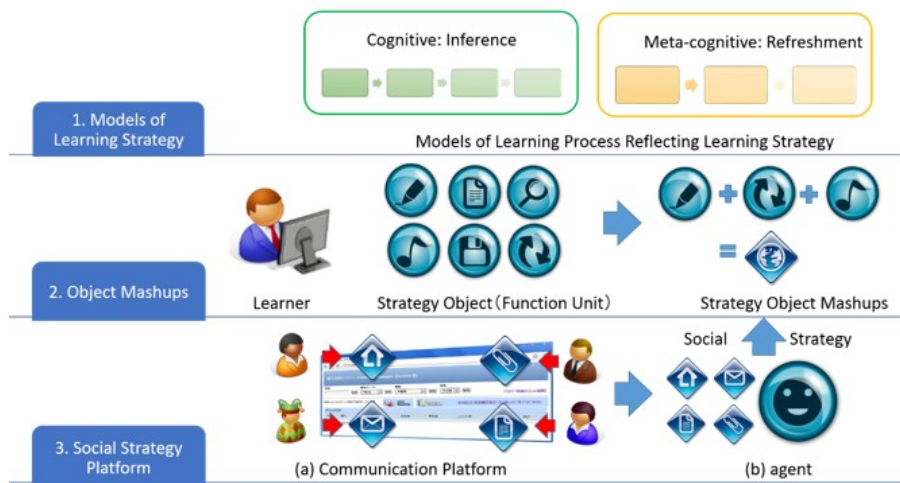 Cognitive: Inference
Meta-cognitive: Refreshment
1. Models of
Learning Strategy
Models of Learning Process Reflecting Learning Strategy
2. Object Mashups
Learner
Strategy Object (Function Unit)
Strategy Object Mashups
Social
Strategy
3. Social Strategy
Platform
(a) Communication Platform
(b) agent